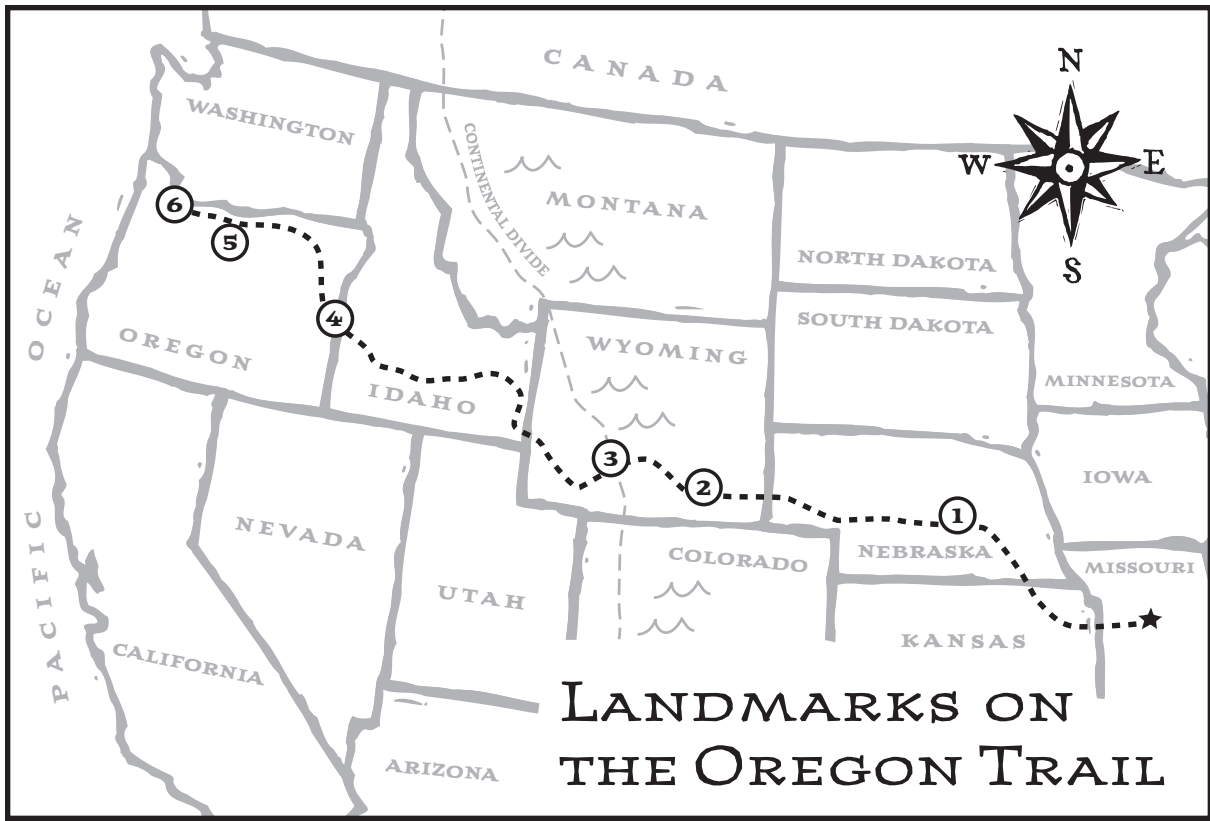 CANADA
N
W
E
S
WASHINGTON
CONTINENTAL DIVIDE
MONTANA
NORTH DAKOTA
6
5
PACIFIC OCEAN
4
SOUTH DAKOTA
OREGON
WYOMING
IDAHO
MINNESOTA
3
2
1
IOWA
NEVADA
COLORADO
NEBRASKA
MISSOURI
UTAH
KANSAS
CALIFORNIA
ARIZONA
LANDMARKS ON
THE OREGON TRAIL